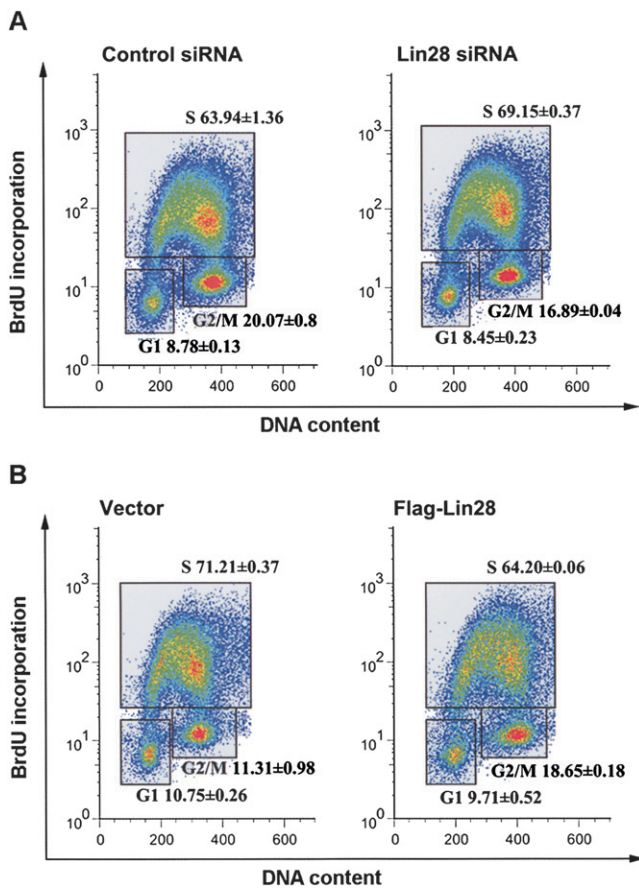 A
Control siRNA
Lin28 siRNA
S 63.94±1.36
S 69.15±0.37
10³
10²
10¹
10⁰
10³
10²
10¹
10⁰
BrdU incorporation
G2/M 20.07±0.8
G1 8.78±0.13
G2/M 16.89±0.04
G1 8.45±0.23
0 200 400 600
0 200 400 600
DNA content
B
Vector
Flag-Lin28
S 71.21±0.37
S 64.20±0.06
10³
10²
10¹
10⁰
10³
10²
10¹
10⁰
BrdU incorporation
G2/M 11.31±0.98
G1 10.75±0.26
G2/M 18.65±0.18
G1 9.71±0.52
0 200 400 600
0 200 400 600
DNA content